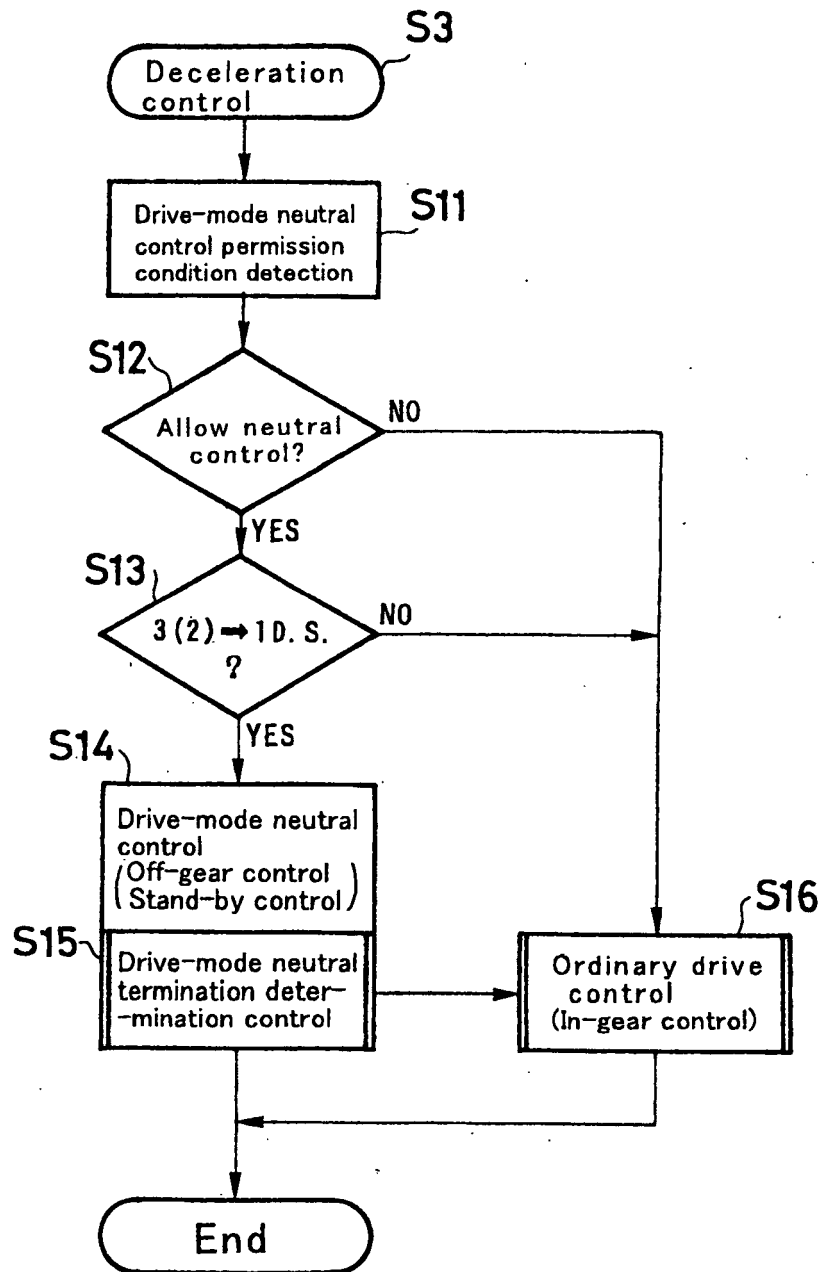 S3
Deceleration
control
S11
Drive-mode neutral
control permission
condition detection
S12
Allow neutral
control?
NO
YES
S13
3(2)➡1D.S.
?
NO
YES
S14
Drive-mode neutral
control
(Off-gear control
Stand-by control)
S15
Drive-mode neutral
termination deter-
-mination control
S16
Ordinary drive
control
(In-gear control)
End